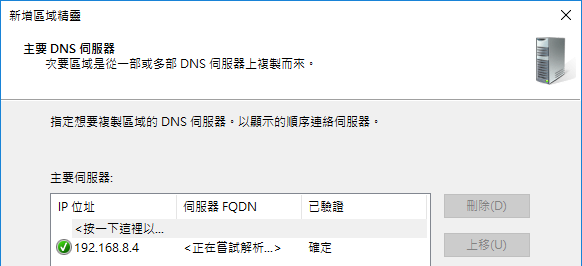 新增區域精靈
主要 DNS 伺服器
次要區域是從一部或多部 DNS 伺服器上複製而來。
指定想要複製區域的 DNS 伺服器。以顯示的順序連絡伺服器。
主要伺服器:
IP 位址 伺服器 FQDN 已驗證
刪除(D)
<按一下這裡以...
192.168.8.4 <正在嘗試解析...> 確定
上移(U)